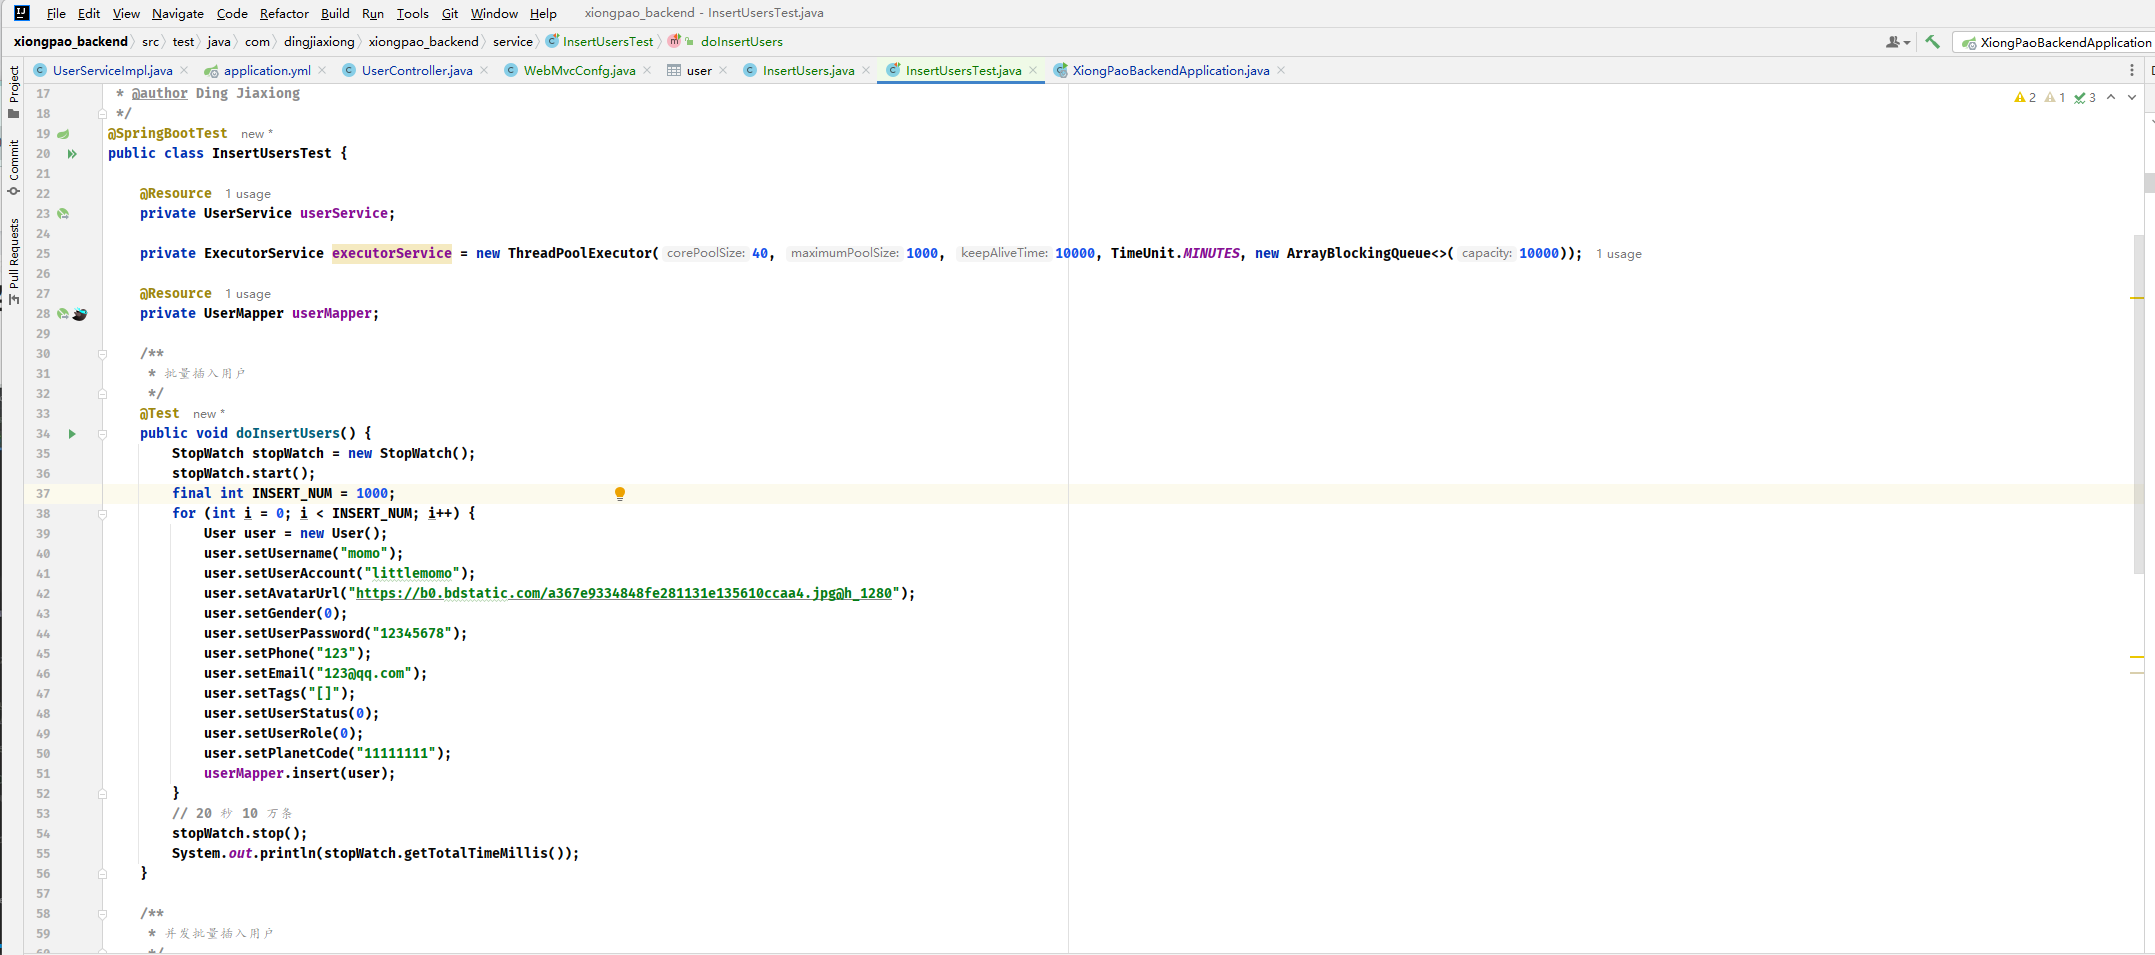 File Edit View Navigate Code Refactor Build Run Tools Git Window Help xiongpao_backend - InsertUsersTest.java
xiongpao_backend src test java com dingjiaxiong xiongpao_backend service InsertUsersTest doInsertUsers XiongPaoBackendApplication
UserServiceImpl.java application.yml UserController.java WebMvcConfg.java user InsertUsers.java InsertUsersTest.java XiongPaoBackendApplication.java
Project
Commit
Pull Requests
2 1 3
17 * @author Ding Jiaxiong
18 */
19 @SpringBootTest new *
20 public class InsertUsersTest {
21
22 @Resource 1 usage
23 private UserService userService;
24
25 private ExecutorService executorService = new ThreadPoolExecutor( corePoolSize: 40, maximumPoolSize: 1000, keepAliveTime: 10000, TimeUnit.MINUTES, new ArrayBlockingQueue<>( capacity: 10000)); 1 usage
26
27 @Resource 1 usage
28 private UserMapper userMapper;
29
30 /**
31 * 批量插入用户
32 */
33 @Test new *
34 public void doInsertUsers() {
35 StopWatch stopWatch = new StopWatch();
36 stopWatch.start();
37 final int INSERT_NUM = 1000;
38 for (int i = 0; i < INSERT_NUM; i++) {
39 User user = new User();
40 user.setUsername("momo");
41 user.setUserAccount("littlemomo");
42 user.setAvatarUrl("https://b0.bdstatic.com/a367e9334848fe281131e135610ccaa4.jpg@h_1280");
43 user.setGender(0);
44 user.setUserPassword("12345678");
45 user.setPhone("123");
46 user.setEmail("123@qq.com");
47 user.setTags("[]");
48 user.setUserStatus(0);
49 user.setUserRole(0);
50 user.setPlanetCode("11111111");
51 userMapper.insert(user);
52 }
53 // 20 秒 10 万条
54 stopWatch.stop();
55 System.out.println(stopWatch.getTotalTimeMillis());
56 }
57
58 /**
59 * 并发批量插入用户
60 */